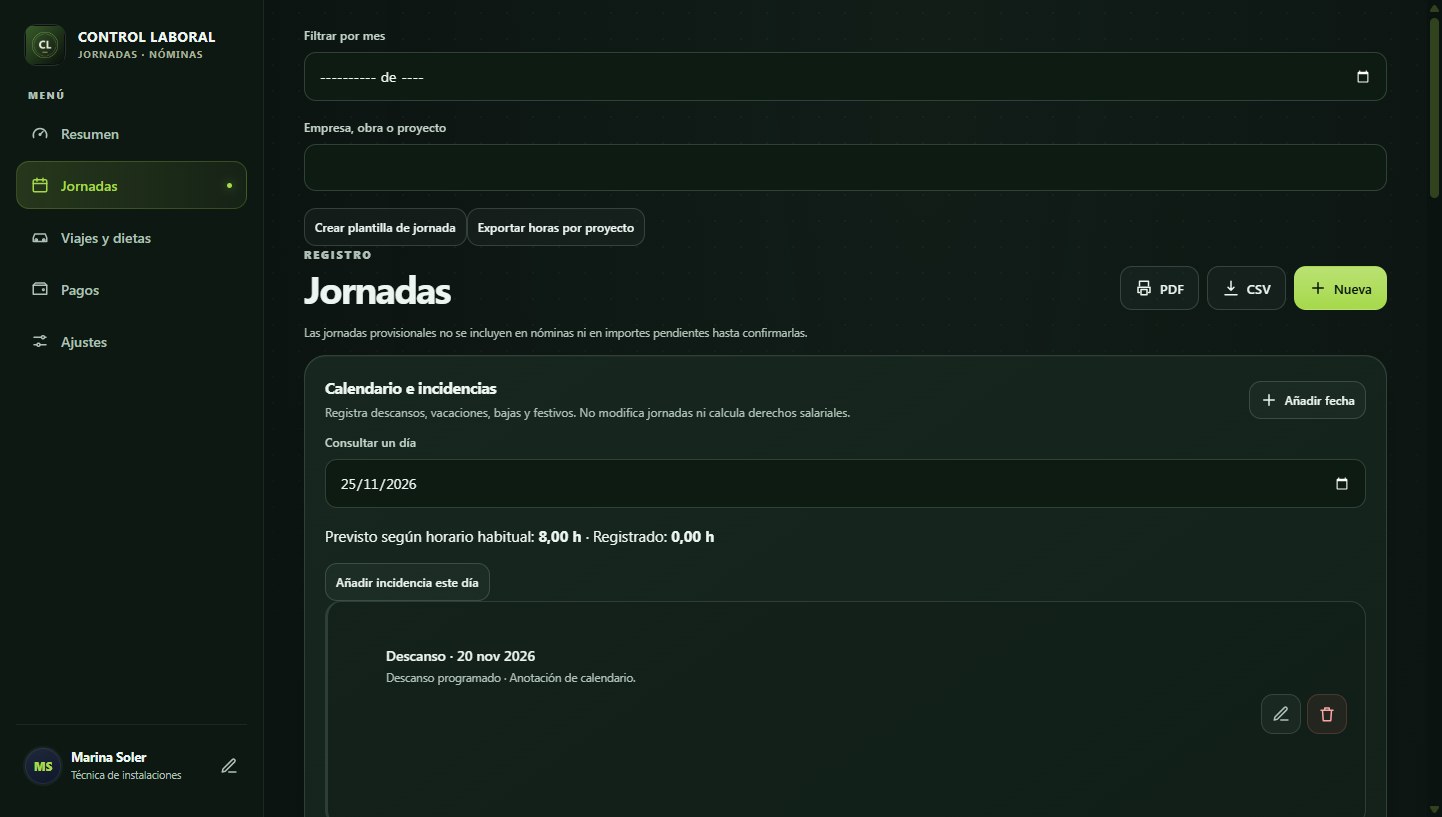 CL
CONTROL LABORAL
JORNADAS · NÓMINAS
MENÚ
Resumen
Jornadas
Viajes y dietas
Pagos
Ajustes
MS
Marina Soler
Técnica de instalaciones
Filtrar por mes
---------- de ----
Empresa, obra o proyecto
Crear plantilla de jornada
Exportar horas por proyecto
REGISTRO
Jornadas
PDF
CSV
Nueva
Las jornadas provisionales no se incluyen en nóminas ni en importes pendientes hasta confirmarlas.
Calendario e incidencias
Registra descansos, vacaciones, bajas y festivos. No modifica jornadas ni calcula derechos salariales.
Añadir fecha
Consultar un día
25/11/2026
Previsto según horario habitual: 8,00 h · Registrado: 0,00 h
Añadir incidencia este día
Descanso · 20 nov 2026
Descanso programado · Anotación de calendario.